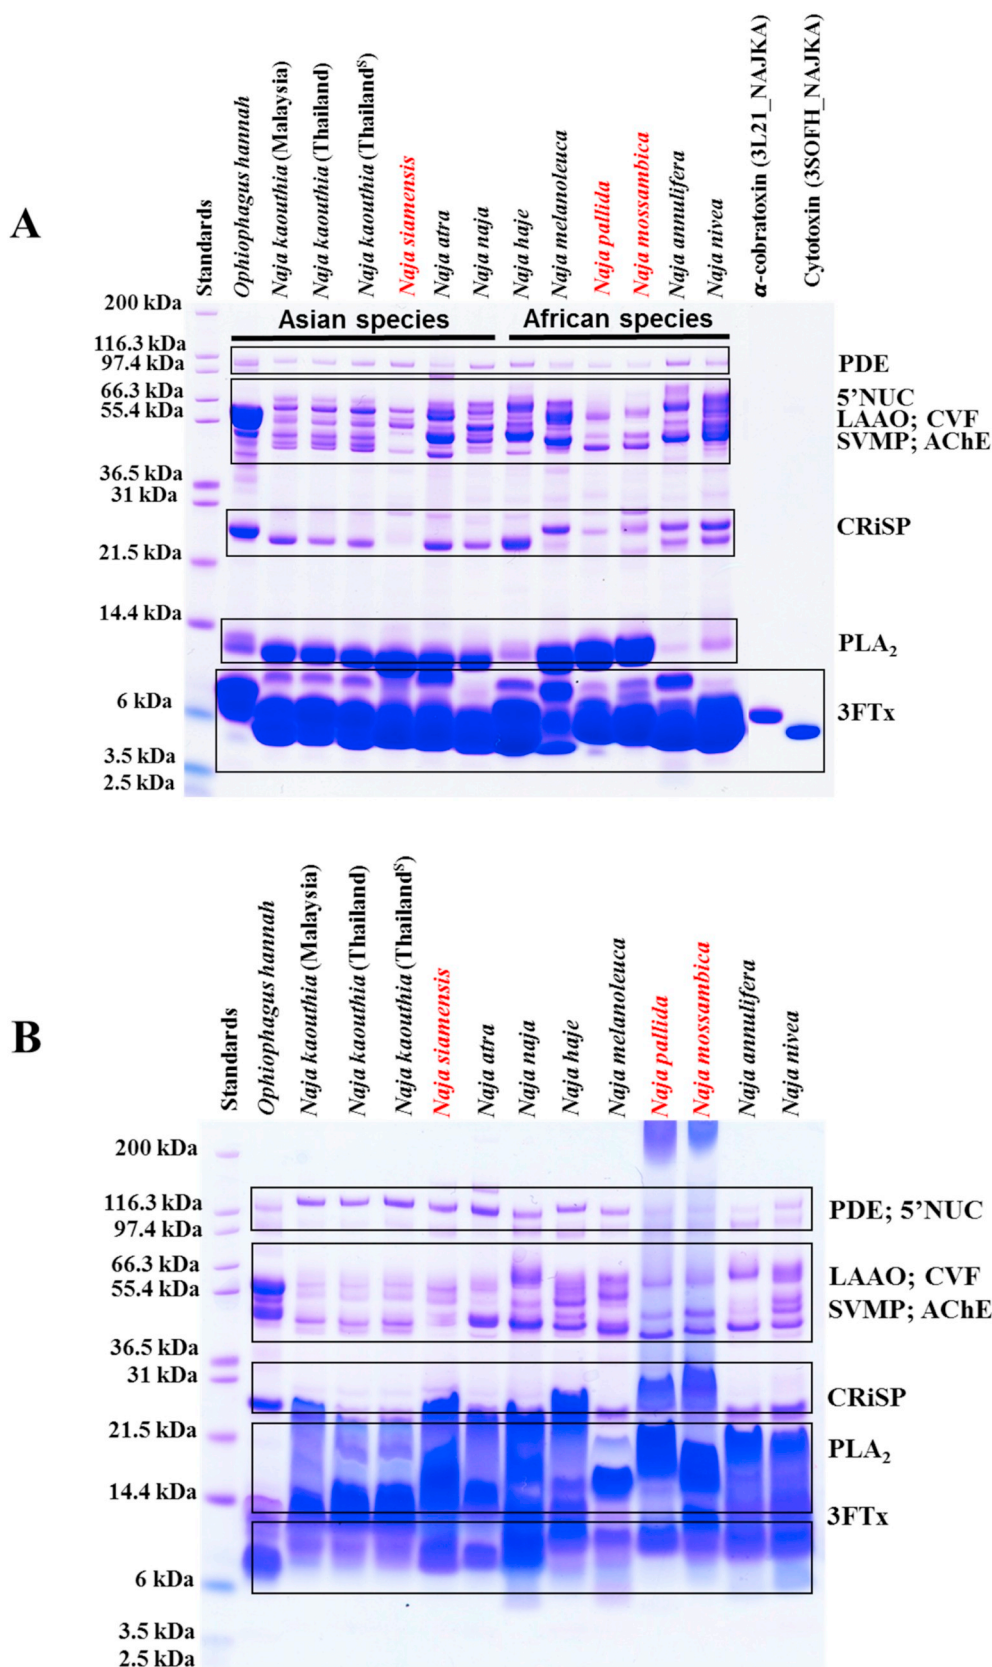 A
Standards
Ophiophagus hannah
Naja kaouthia (Malaysia)
Naja kaouthia (Thailand)
Naja kaouthia (Thailandˢ)
Naja siamensis
Naja atra
Naja naja
Naja haje
Naja melanoleuca
Naja pallida
Naja mossambica
Naja annulifera
Naja nivea
α-cobratoxin (3L21_NAJKA)
Cytotoxin (3SOFH_NAJKA)
Asian species
African species
200 kDa
116.3 kDa
97.4 kDa
66.3 kDa
55.4 kDa
36.5 kDa
31 kDa
21.5 kDa
14.4 kDa
6 kDa
3.5 kDa
2.5 kDa
PDE
5’NUC
LAAO; CVF
SVMP; AChE
CRiSP
PLA₂
3FTx
B
Standards
Ophiophagus hannah
Naja kaouthia (Malaysia)
Naja kaouthia (Thailand)
Naja kaouthia (Thailandˢ)
Naja siamensis
Naja atra
Naja naja
Naja haje
Naja melanoleuca
Naja pallida
Naja mossambica
Naja annulifera
Naja nivea
200 kDa
116.3 kDa
97.4 kDa
66.3 kDa
55.4 kDa
36.5 kDa
31 kDa
21.5 kDa
14.4 kDa
6 kDa
3.5 kDa
2.5 kDa
PDE; 5’NUC
LAAO; CVF
SVMP; AChE
CRiSP
PLA₂
3FTx